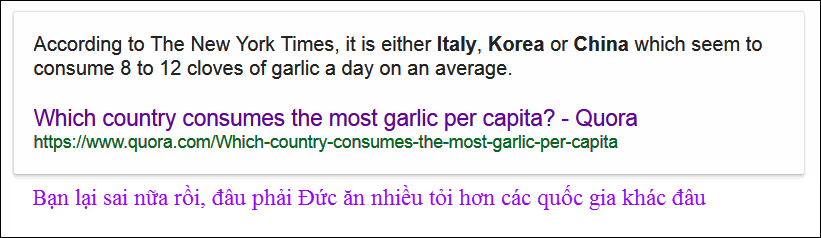 According to The New York Times, it is either Italy, Korea or China which seem to
consume 8 to 12 cloves of garlic a day on an average.
Which country consumes the most garlic per capita? - Quora
https://www.quora.com/Which-country-consumes-the-most-garlic-per-capita
Bạn lại sai nữa rồi, đâu phải Đức ăn nhiều tỏi hơn các quốc gia khác đâu